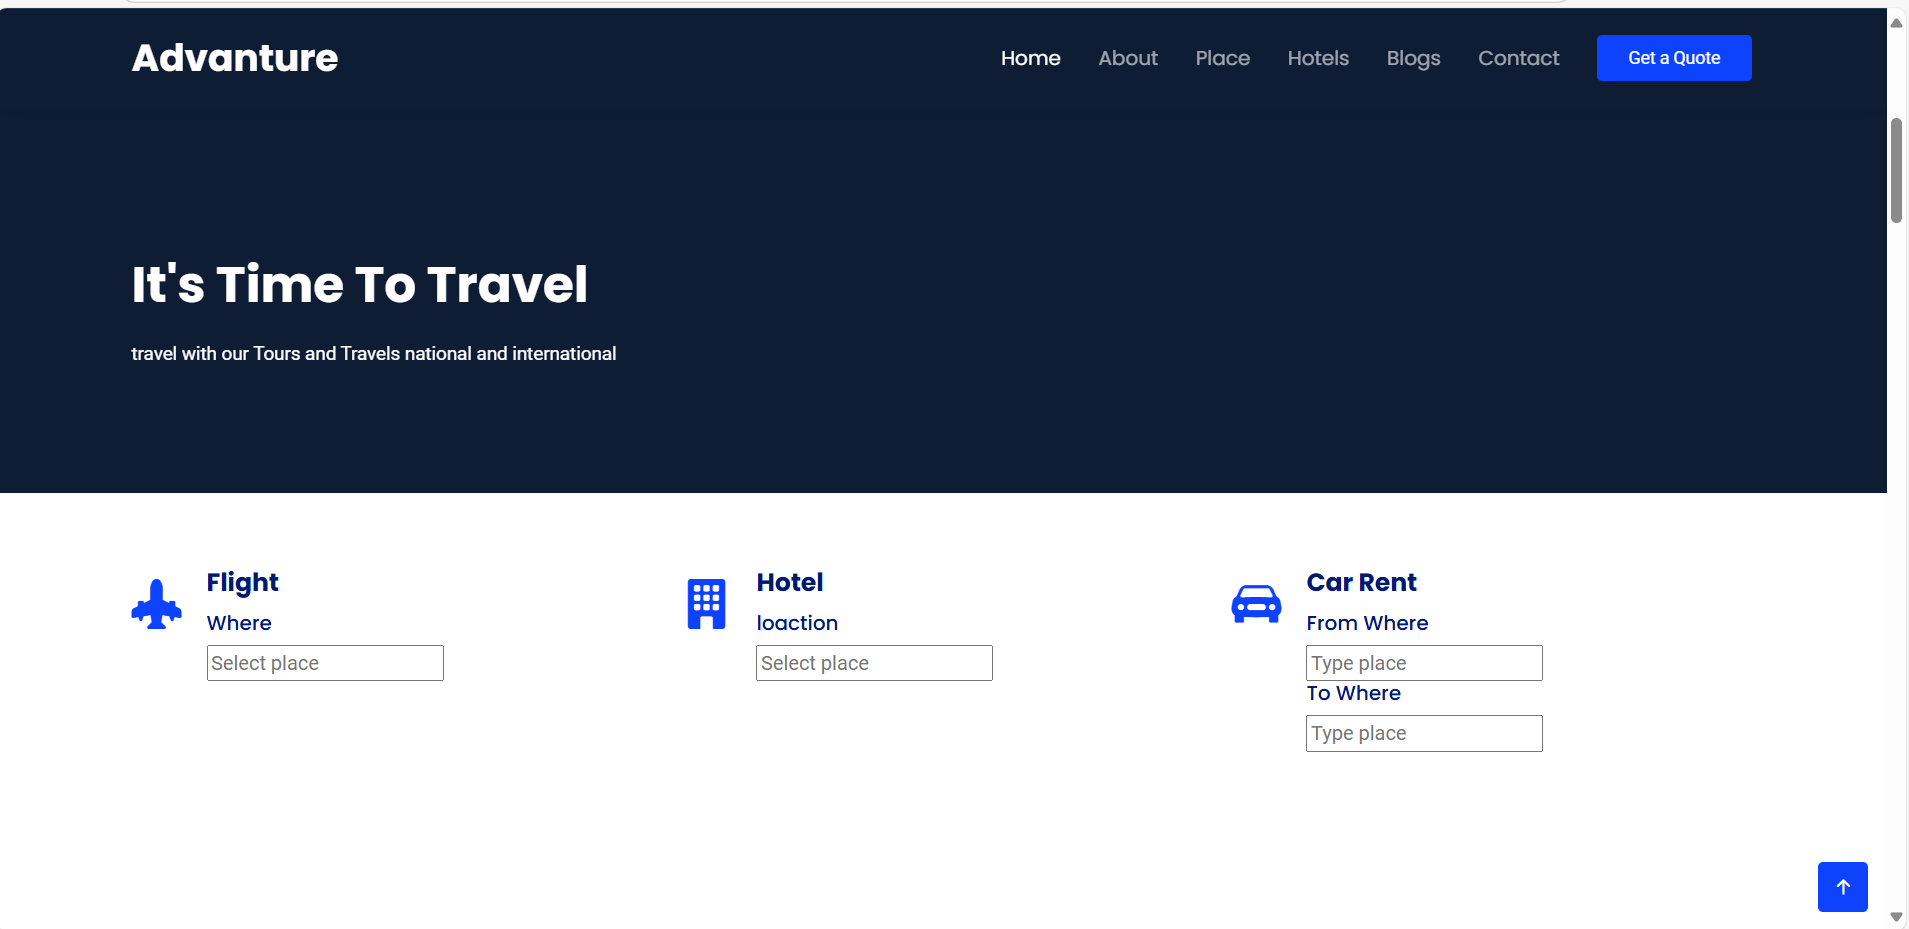 Advanture
Home About Place Hotels Blogs Contact Get a Quote
It's Time To Travel
travel with our Tours and Travels national and international
Flight
Where
Select place
Hotel
loaction
Select place
Car Rent
From Where
Type place
To Where
Type place